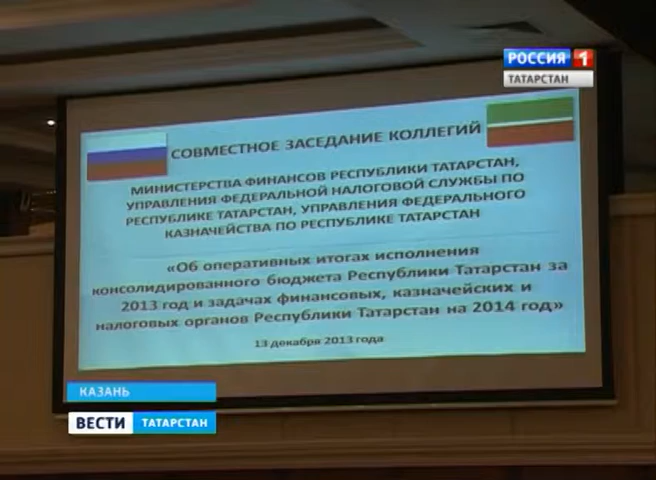 РОССИЯ 1
ТАТАРСТАН
СОВМЕСТНОЕ ЗАСЕДАНИЕ КОЛЛЕГИЙ
МИНИСТЕРСТВА ФИНАНСОВ РЕСПУБЛИКИ ТАТАРСТАН,
УПРАВЛЕНИЯ ФЕДЕРАЛЬНОЙ НАЛОГОВОЙ СЛУЖБЫ ПО
РЕСПУБЛИКЕ ТАТАРСТАН, УПРАВЛЕНИЯ ФЕДЕРАЛЬНОГО
КАЗНАЧЕЙСТВА ПО РЕСПУБЛИКЕ ТАТАРСТАН
«Об оперативных итогах исполнения
консолидированного бюджета Республики Татарстан за
2013 год и задачах финансовых, казначейских и
налоговых органов Республики Татарстан на 2014 год»
13 декабря 2013 года
КАЗАНЬ
ВЕСТИ ТАТАРСТАН